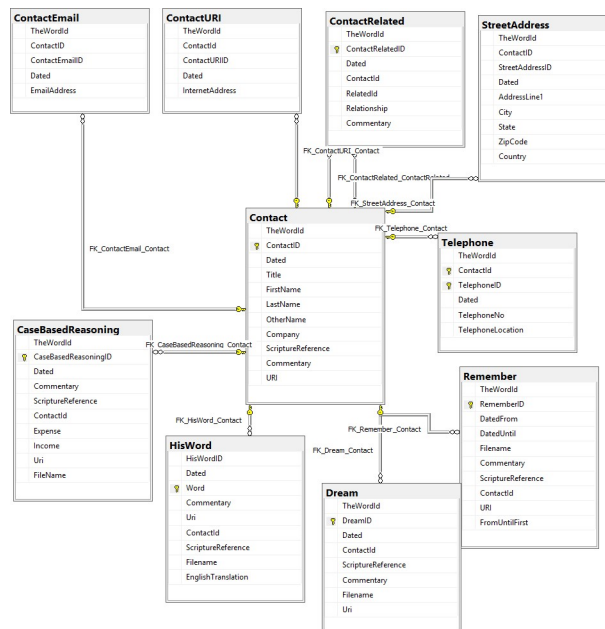 ContactEmail
TheWordId
ContactID
ContactEmailID
Dated
EmailAddress
ContactURI
TheWordId
ContactId
ContactURIID
Dated
InternetAddress
ContactRelated
TheWordId
ContactRelatedID
Dated
ContactId
RelatedId
Relationship
Commentary
StreetAddress
TheWordId
ContactID
StreetAddressID
Dated
AddressLine1
City
State
ZipCode
Country
FK_ContactURI_Contact
FK_ContactRelated_ContactRelated
FK_StreetAddress_Contact
FK_Telephone_Contact
FK_ContactEmail_Contact
Contact
TheWordId
ContactID
Dated
Title
FirstName
LastName
OtherName
Company
ScriptureReference
Commentary
URI
Telephone
TheWordId
ContactId
TelephoneID
Dated
TelephoneNo
TelephoneLocation
CaseBasedReasoning
TheWordId
CaseBasedReasoningID
Dated
Commentary
ScriptureReference
ContactId
Expense
Income
Uri
FileName
FK_CaseBasedReasoning_Contact
FK_HisWord_Contact
FK_Remember_Contact
FK_Dream_Contact
Remember
TheWordId
RememberID
DatedFrom
DatedUntil
Filename
Commentary
ScriptureReference
ContactId
URI
FromUntilFirst
HisWord
HisWordID
Dated
Word
Commentary
Uri
ContactId
ScriptureReference
Filename
EnglishTranslation
Dream
TheWordId
DreamID
Dated
ContactId
ScriptureReference
Commentary
Filename
Uri